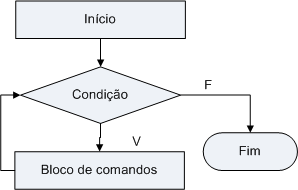 Início
Condição
F
V
Fim
Bloco de comandos